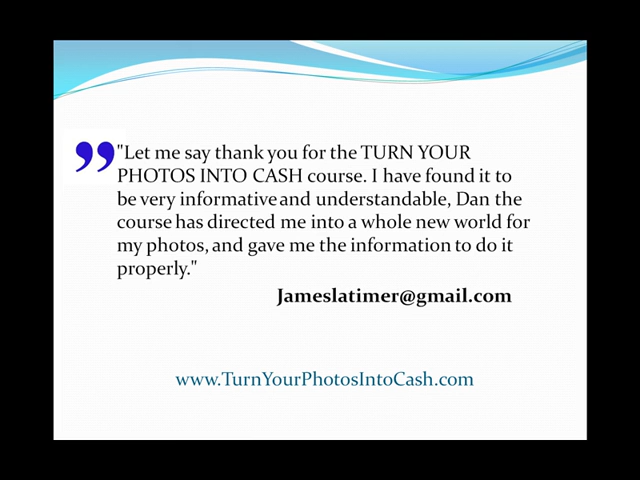 "Let me say thank you for the TURN YOUR
PHOTOS INTO CASH course. I have found it to
be very informative and understandable, Dan the
course has directed me into a whole new world for
my photos, and gave me the information to do it
properly."
Jameslatimer@gmail.com
www.TurnYourPhotosIntoCash.com